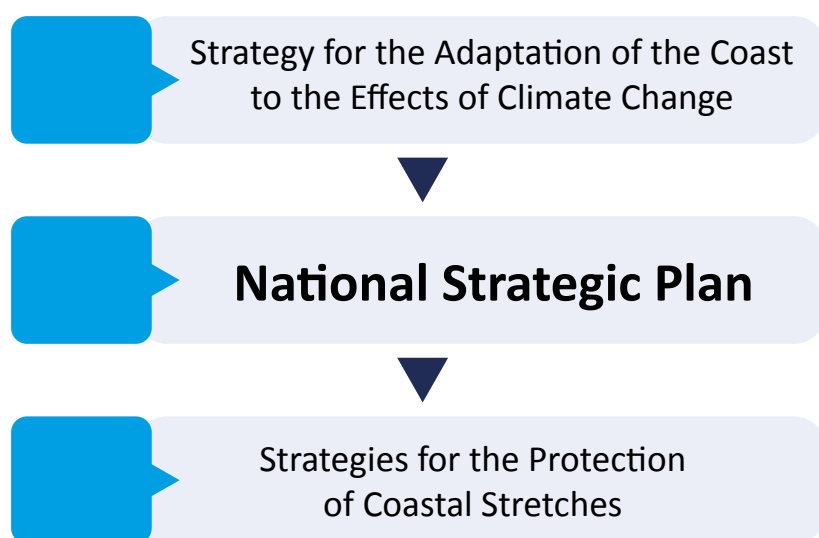 Strategy for the Adaptation of the Coast
to the Effects of Climate Change
National Strategic Plan
Strategies for the Protection
of Coastal Stretches